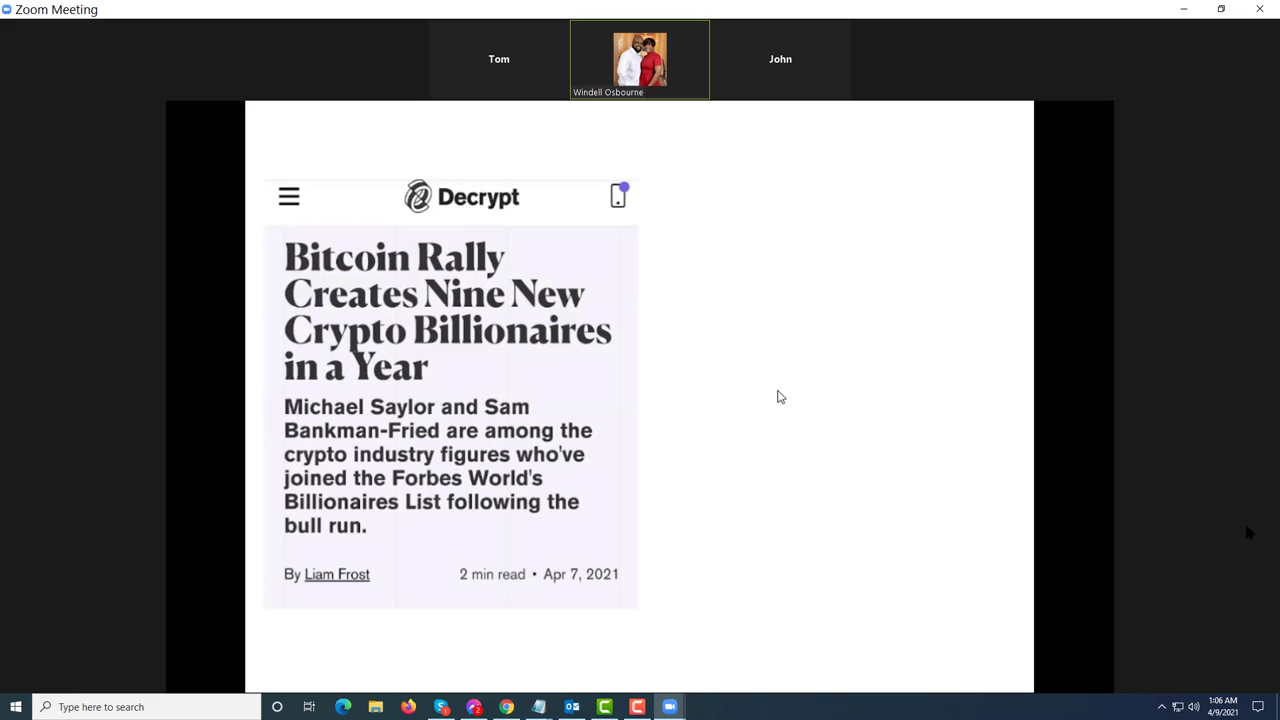 Zoom Meeting
Tom
Windell Osbourne
John
Decrypt
Bitcoin Rally
Creates Nine New
Crypto Billionaires
in a Year
Michael Saylor and Sam
Bankman-Fried are among the
crypto industry figures who've
joined the Forbes World's
Billionaires List following the
bull run.
By Liam Frost
2 min read • Apr 7, 2021
Type here to search
1:06 AM
4/9/2021